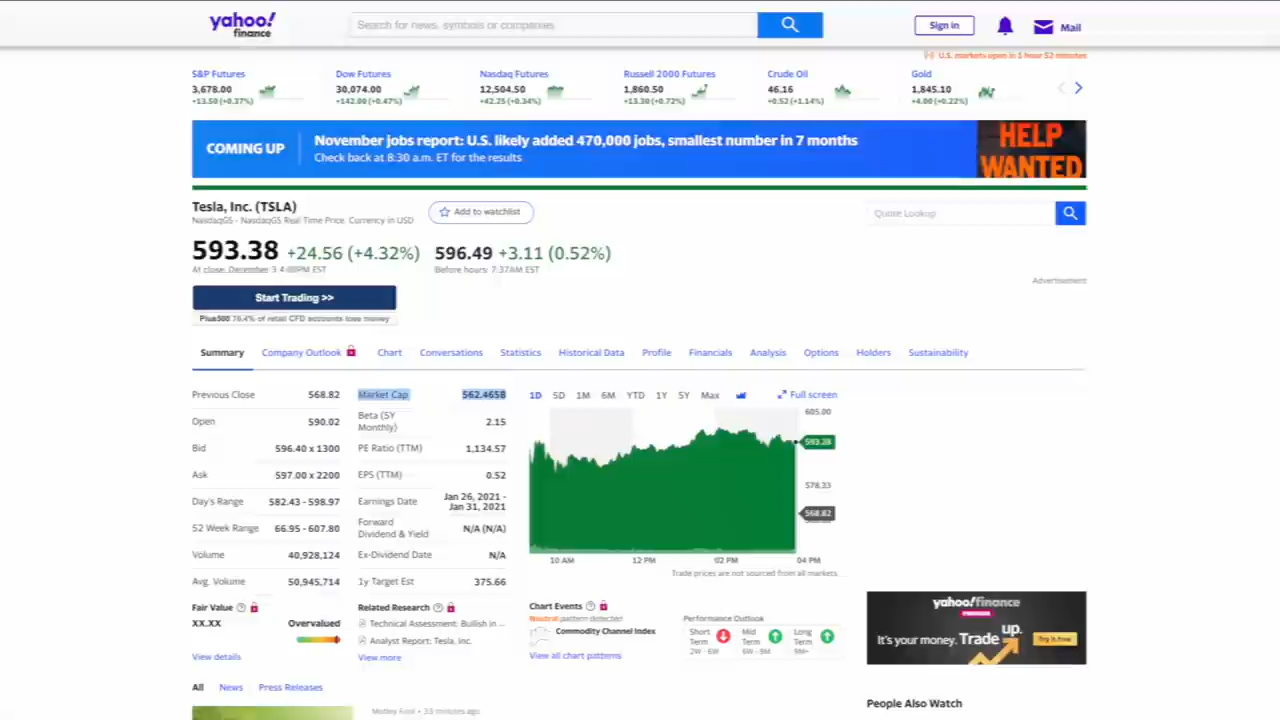 yahoo!
finance
Search for news, symbols or companies
Sign in
Mail
U.S. markets open in 1 hour 52 minutes
S&P Futures
3,678.00
+13.50 (+0.37%)
Dow Futures
30,074.00
+142.00 (+0.47%)
Nasdaq Futures
12,504.50
+42.25 (+0.34%)
Russell 2000 Futures
1,860.50
+13.30 (+0.72%)
Crude Oil
46.16
+0.52 (+1.14%)
Gold
1,845.10
+4.00 (+0.22%)
COMING UP
November jobs report: U.S. likely added 470,000 jobs, smallest number in 7 months
Check back at 8:30 a.m. ET for the results
HELP
WANTED
Tesla, Inc. (TSLA)
NasdaqGS - NasdaqGS Real Time Price. Currency in USD
Add to watchlist
Quote Lookup
593.38 +24.56 (+4.32%)
At close: December 3 4:00PM EST
596.49 +3.11 (0.52%)
Before hours: 7:37AM EST
Advertisement
Start Trading >>
Plus500 76.4% of retail CFD accounts lose money
Summary
Company Outlook
Chart
Conversations
Statistics
Historical Data
Profile
Financials
Analysis
Options
Holders
Sustainability
Previous Close 568.82
Open 590.02
Bid 596.40 x 1300
Ask 597.00 x 2200
Day's Range 582.43 - 598.97
52 Week Range 66.95 - 607.80
Volume 40,928,124
Avg. Volume 50,945,714
Market Cap 562.465B
Beta (5Y
Monthly) 2.15
PE Ratio (TTM) 1,134.57
EPS (TTM) 0.52
Earnings Date Jan 26, 2021 -
Jan 31, 2021
Forward
Dividend & Yield N/A (N/A)
Ex-Dividend Date N/A
1y Target Est 375.66
1D 5D 1M 6M YTD 1Y 5Y Max
Full screen
605.00
593.38
578.33
568.82
10 AM 12 PM 02 PM 04 PM
Trade prices are not sourced from all markets
Fair Value
XX.XX Overvalued
View details
Related Research
Technical Assessment: Bullish in ...
Analyst Report: Tesla, Inc.
View more
Chart Events
Neutral pattern detected
Commodity Channel Index
View all chart patterns
Performance Outlook
Short
Term
2W - 6W
Mid
Term
6W - 9M
Long
Term
9M+
yahoo!finance
PREMIUM
It's your money. Trade up.
Try it free
All News Press Releases
Motley Fool • 33 minutes ago
People Also Watch